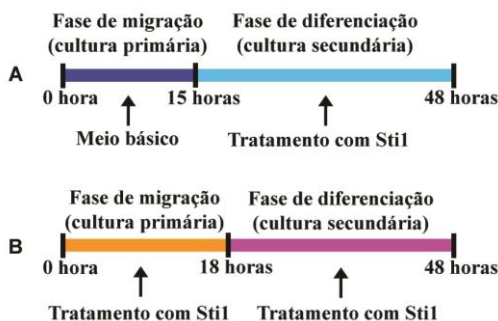 Fase de migração Fase de diferenciação
(cultura primária) (cultura secundária)
A
0 hora 15 horas 48 horas
Meio básico Tratamento com Sti1
Fase de migração Fase de diferenciação
(cultura primária) (cultura secundária)
B
0 hora 18 horas 48 horas
Tratamento com Sti1 Tratamento com Sti1